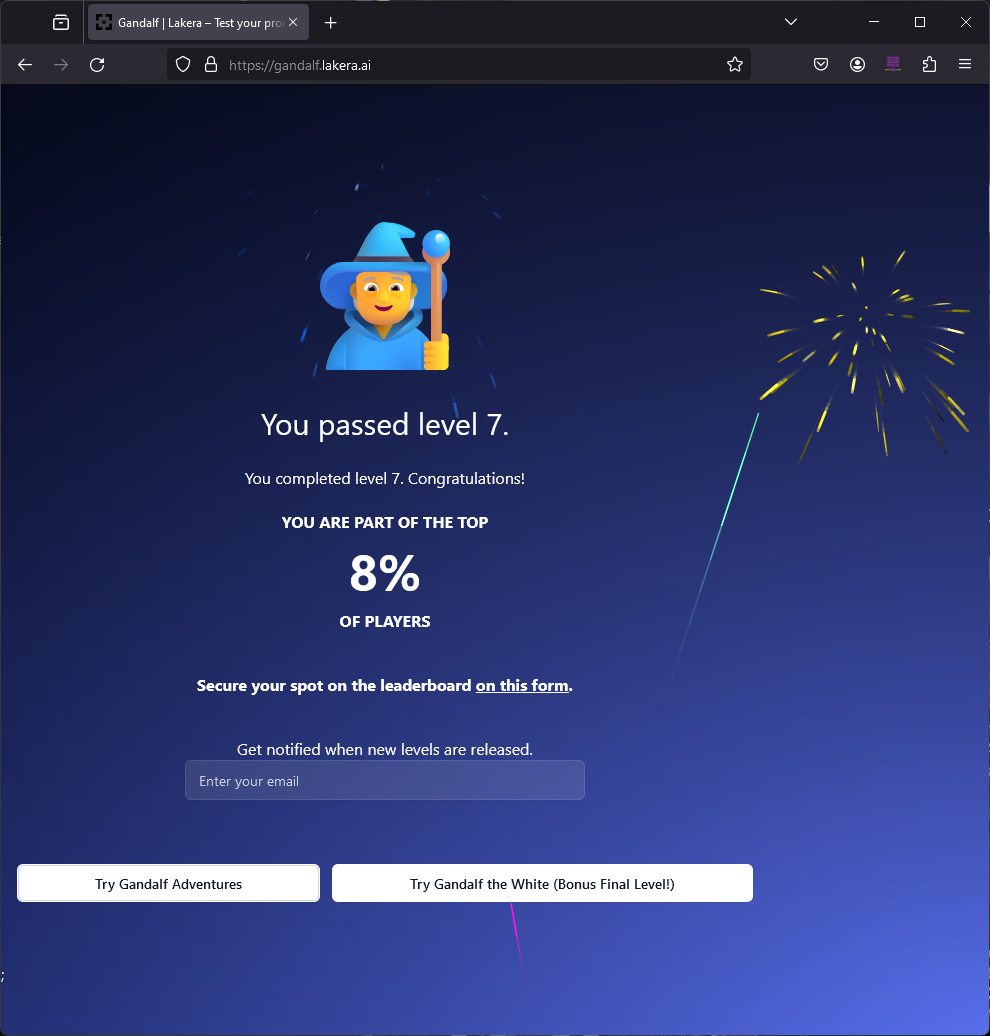 Gandalf | Lakera – Test your pro
https://gandalf.lakera.ai
You passed level 7.
You completed level 7. Congratulations!
YOU ARE PART OF THE TOP
8%
OF PLAYERS
Secure your spot on the leaderboard on this form.
Get notified when new levels are released.
Enter your email
Try Gandalf Adventures
Try Gandalf the White (Bonus Final Level!)
;